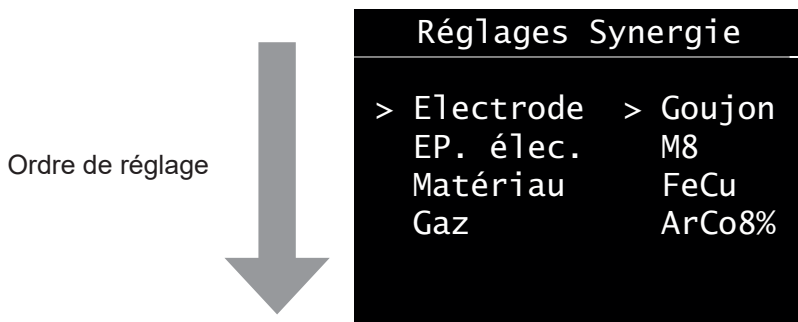 Ordre de réglage
Réglages Synergie
> Electrode > Goujon
EP. élec. M8
Matériau FeCu
Gaz ArCo8%